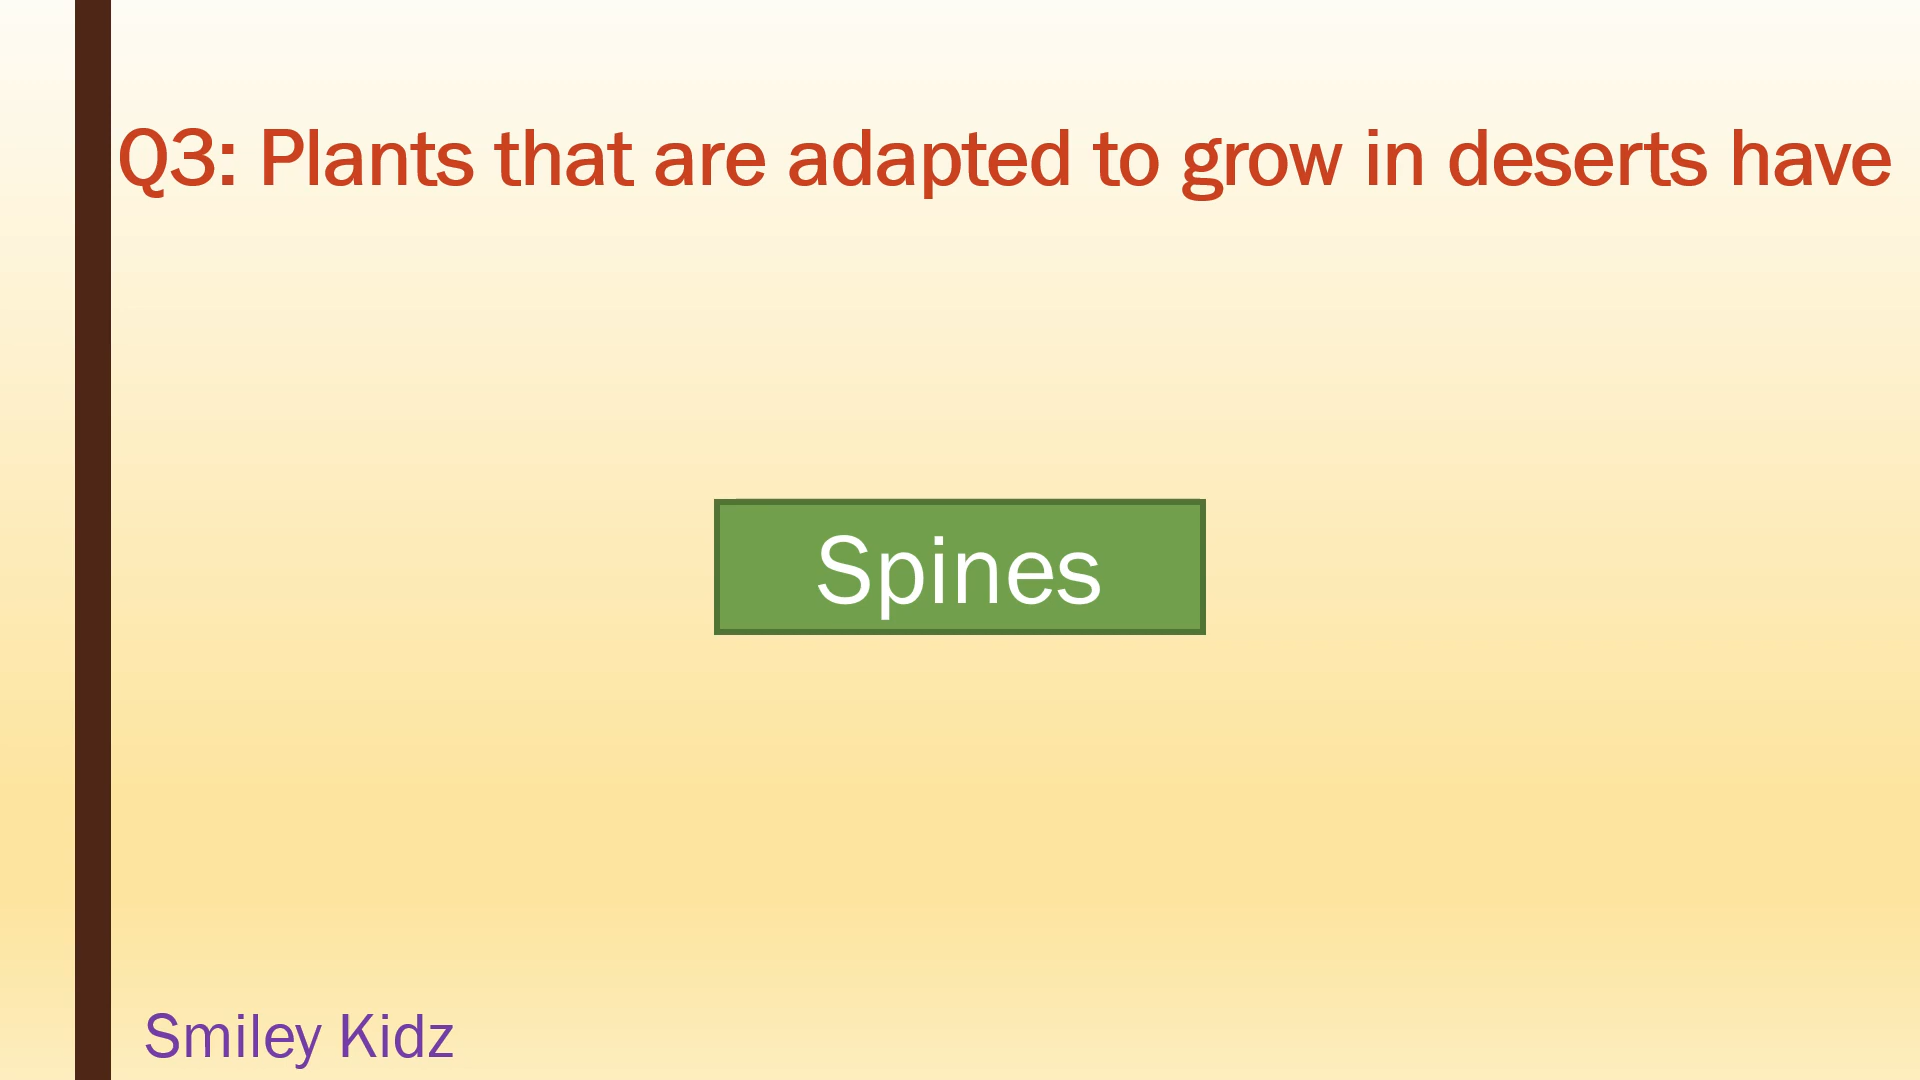 Q3: Plants that are adapted to grow in deserts have
Spines
Smiley Kidz